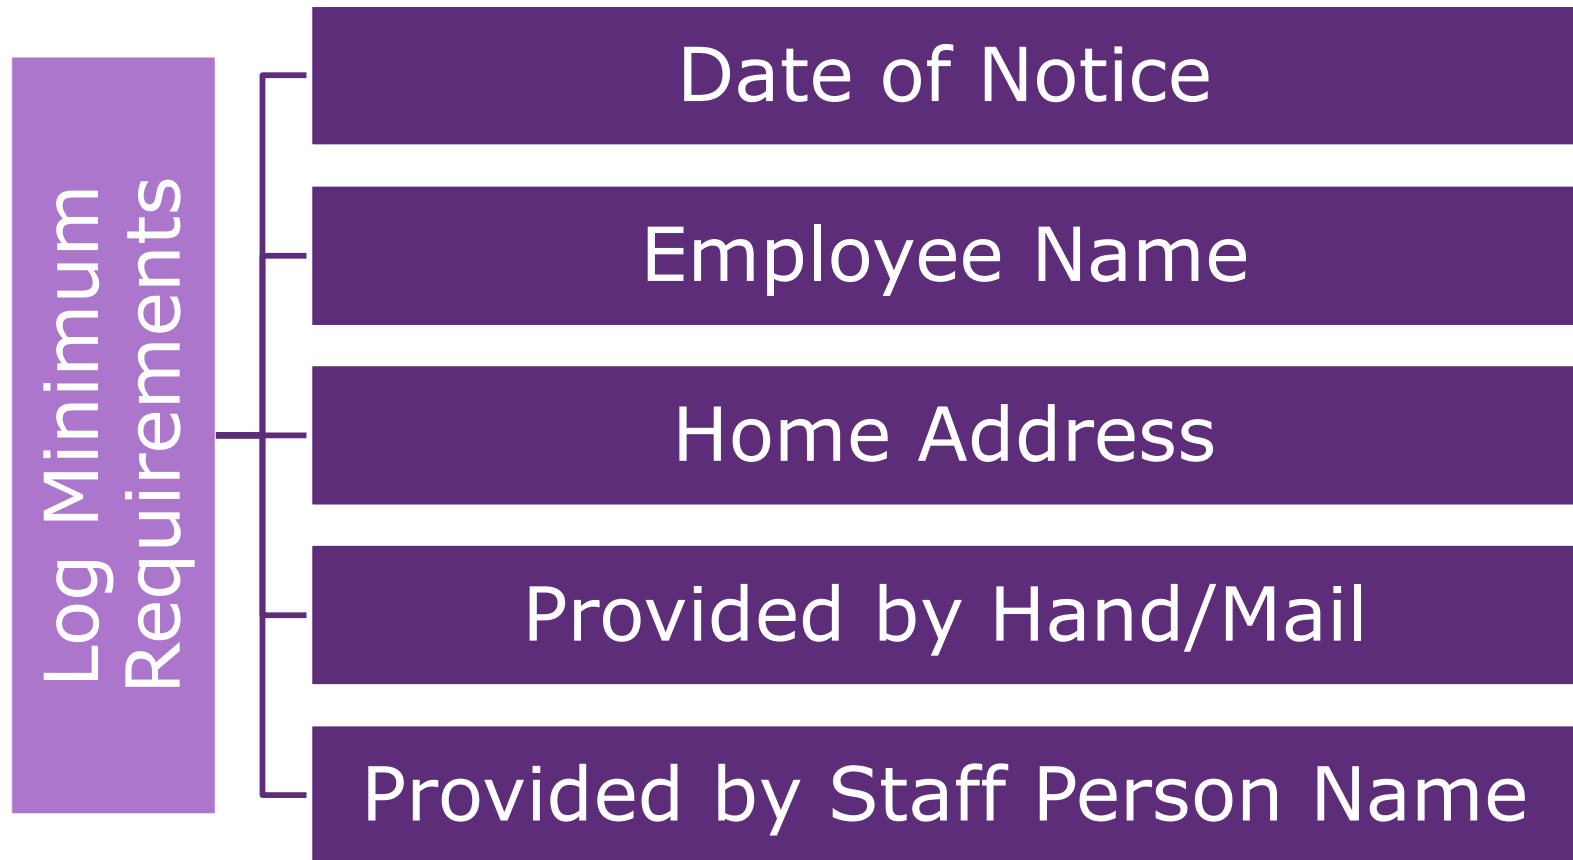 Log Minimum
Requirements
Date of Notice
Employee Name
Home Address
Provided by Hand/Mail
Provided by Staff Person Name